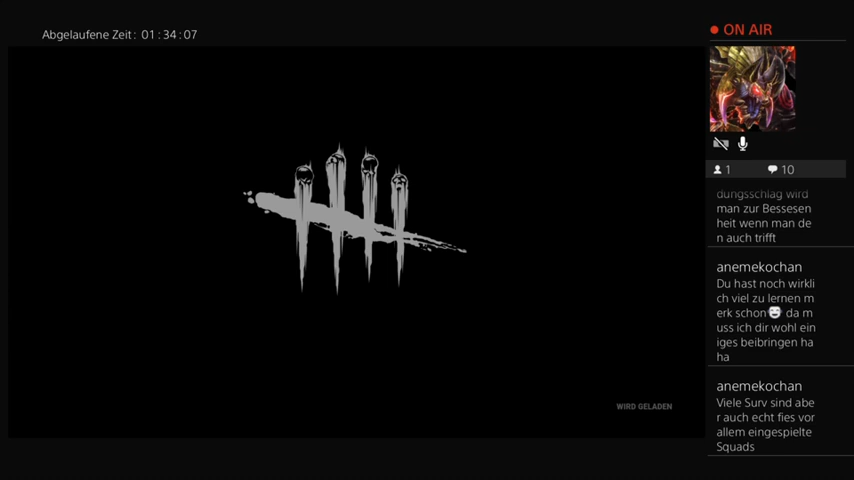 Abgelaufene Zeit: 01:34:07
ON AIR
1
10
dungsschlag wird
man zur Bessesen
heit wenn man de
n auch trifft
anemekochan
Du hast noch wirkli
ch viel zu lernen m
erk schon da m
uss ich dir wohl ein
iges beibringen ha
ha
anemekochan
Viele Surv sind abe
r auch echt fies vor
allem eingespielte
Squads
WIRD GELADEN